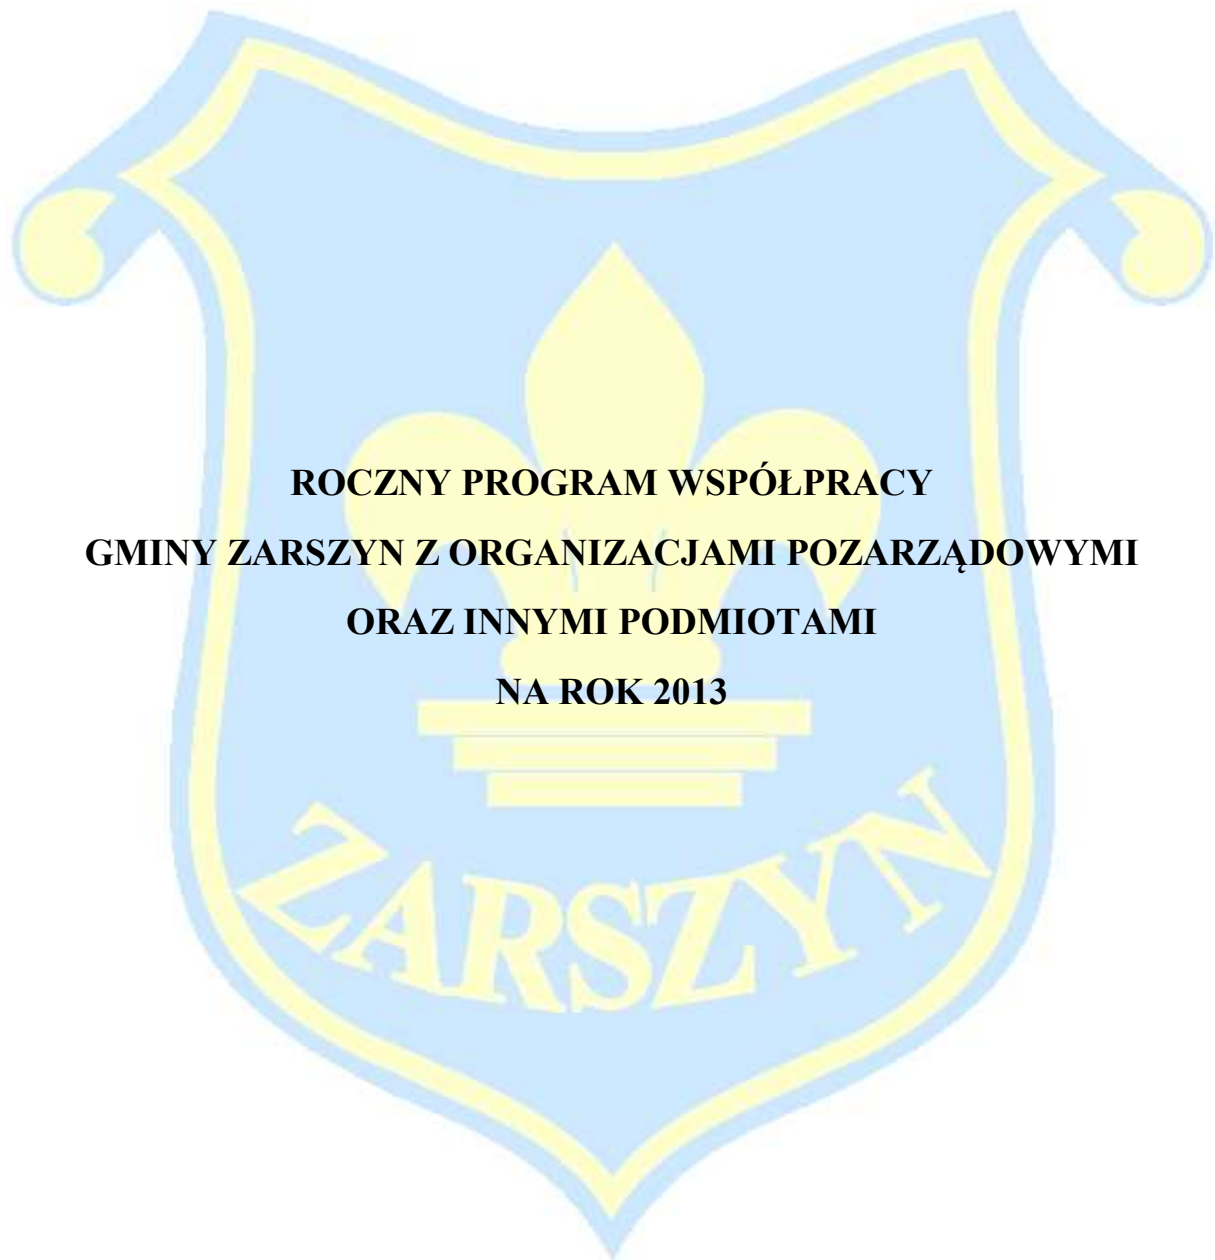 ROCZNY PROGRAM WSPÓŁPRACY
GMINY ZARSZYN Z ORGANIZACJAMI POZARZĄDOWYMI
ORAZ INNYMI PODMIOTAMI
NA ROK 2013
ZARSZYN